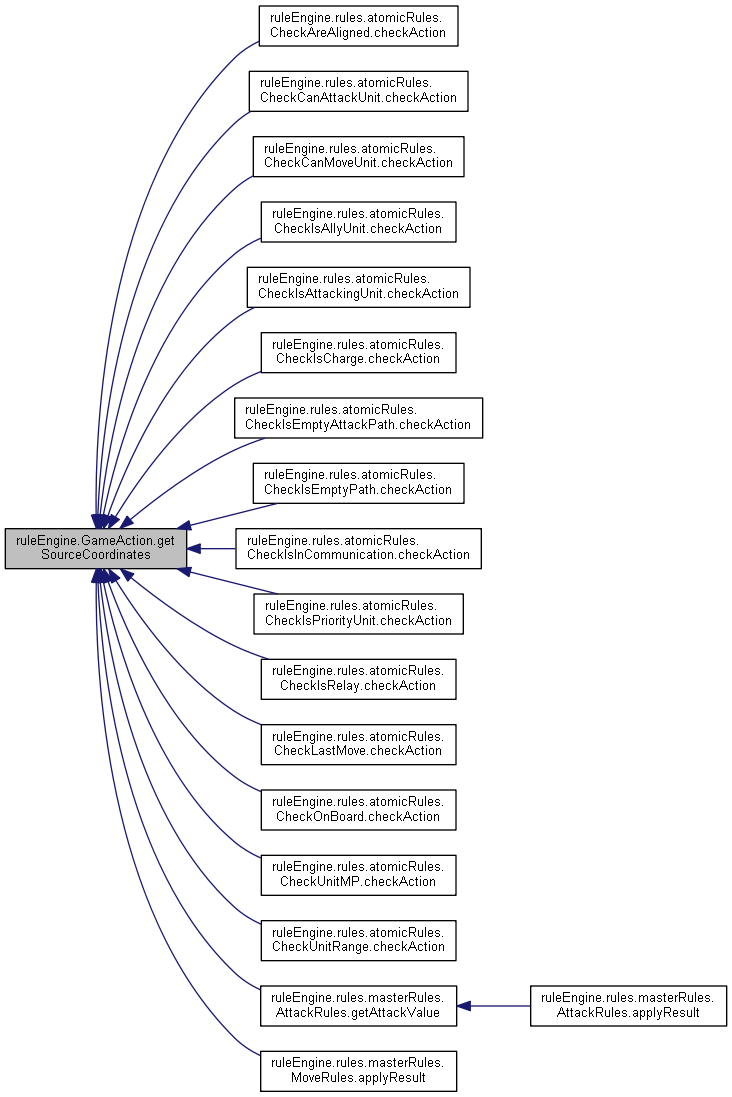 ruleEngine.rules.atomicRules.
CheckAreAligned.checkAction
ruleEngine.rules.atomicRules.
CheckCanAttackUnit.checkAction
ruleEngine.rules.atomicRules.
CheckCanMoveUnit.checkAction
ruleEngine.rules.atomicRules.
CheckIsAllyUnit.checkAction
ruleEngine.rules.atomicRules.
CheckIsAttackingUnit.checkAction
ruleEngine.rules.atomicRules.
CheckIsCharge.checkAction
ruleEngine.rules.atomicRules.
CheckIsEmptyAttackPath.checkAction
ruleEngine.rules.atomicRules.
CheckIsEmptyPath.checkAction
ruleEngine.GameAction.get
SourceCoordinates
ruleEngine.rules.atomicRules.
CheckIsInCommunication.checkAction
ruleEngine.rules.atomicRules.
CheckIsPriorityUnit.checkAction
ruleEngine.rules.atomicRules.
CheckIsRelay.checkAction
ruleEngine.rules.atomicRules.
CheckLastMove.checkAction
ruleEngine.rules.atomicRules.
CheckOnBoard.checkAction
ruleEngine.rules.atomicRules.
CheckUnitMP.checkAction
ruleEngine.rules.atomicRules.
CheckUnitRange.checkAction
ruleEngine.rules.masterRules.
AttackRules.getAttackValue
ruleEngine.rules.masterRules.
AttackRules.applyResult
ruleEngine.rules.masterRules.
MoveRules.applyResult